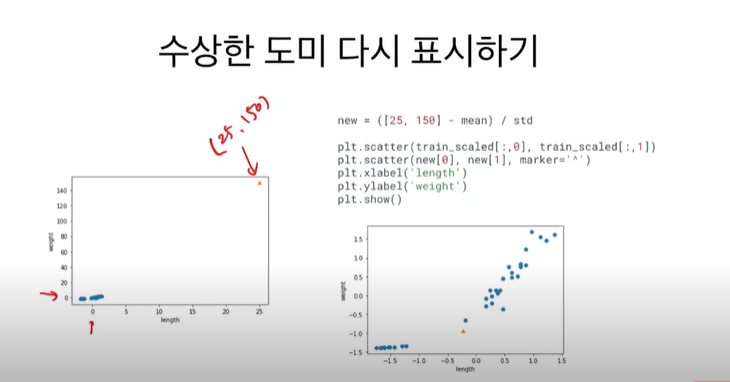 수상한 도미 다시 표시하기
(25, 150)
new = ([25, 150] - mean) / std
plt.scatter(train_scaled[:,0], train_scaled[:,1])
plt.scatter(new[0], new[1], marker='^')
plt.xlabel('length')
plt.ylabel('weight')
plt.show()
140
120
100
80
60
40
20
0
weight
0 5 10 15 20 25
length
1.5
1.0
0.5
0.0
-0.5
-1.0
-1.5
weight
-1.5 -1.0 -0.5 0.0 0.5 1.0 1.5
length